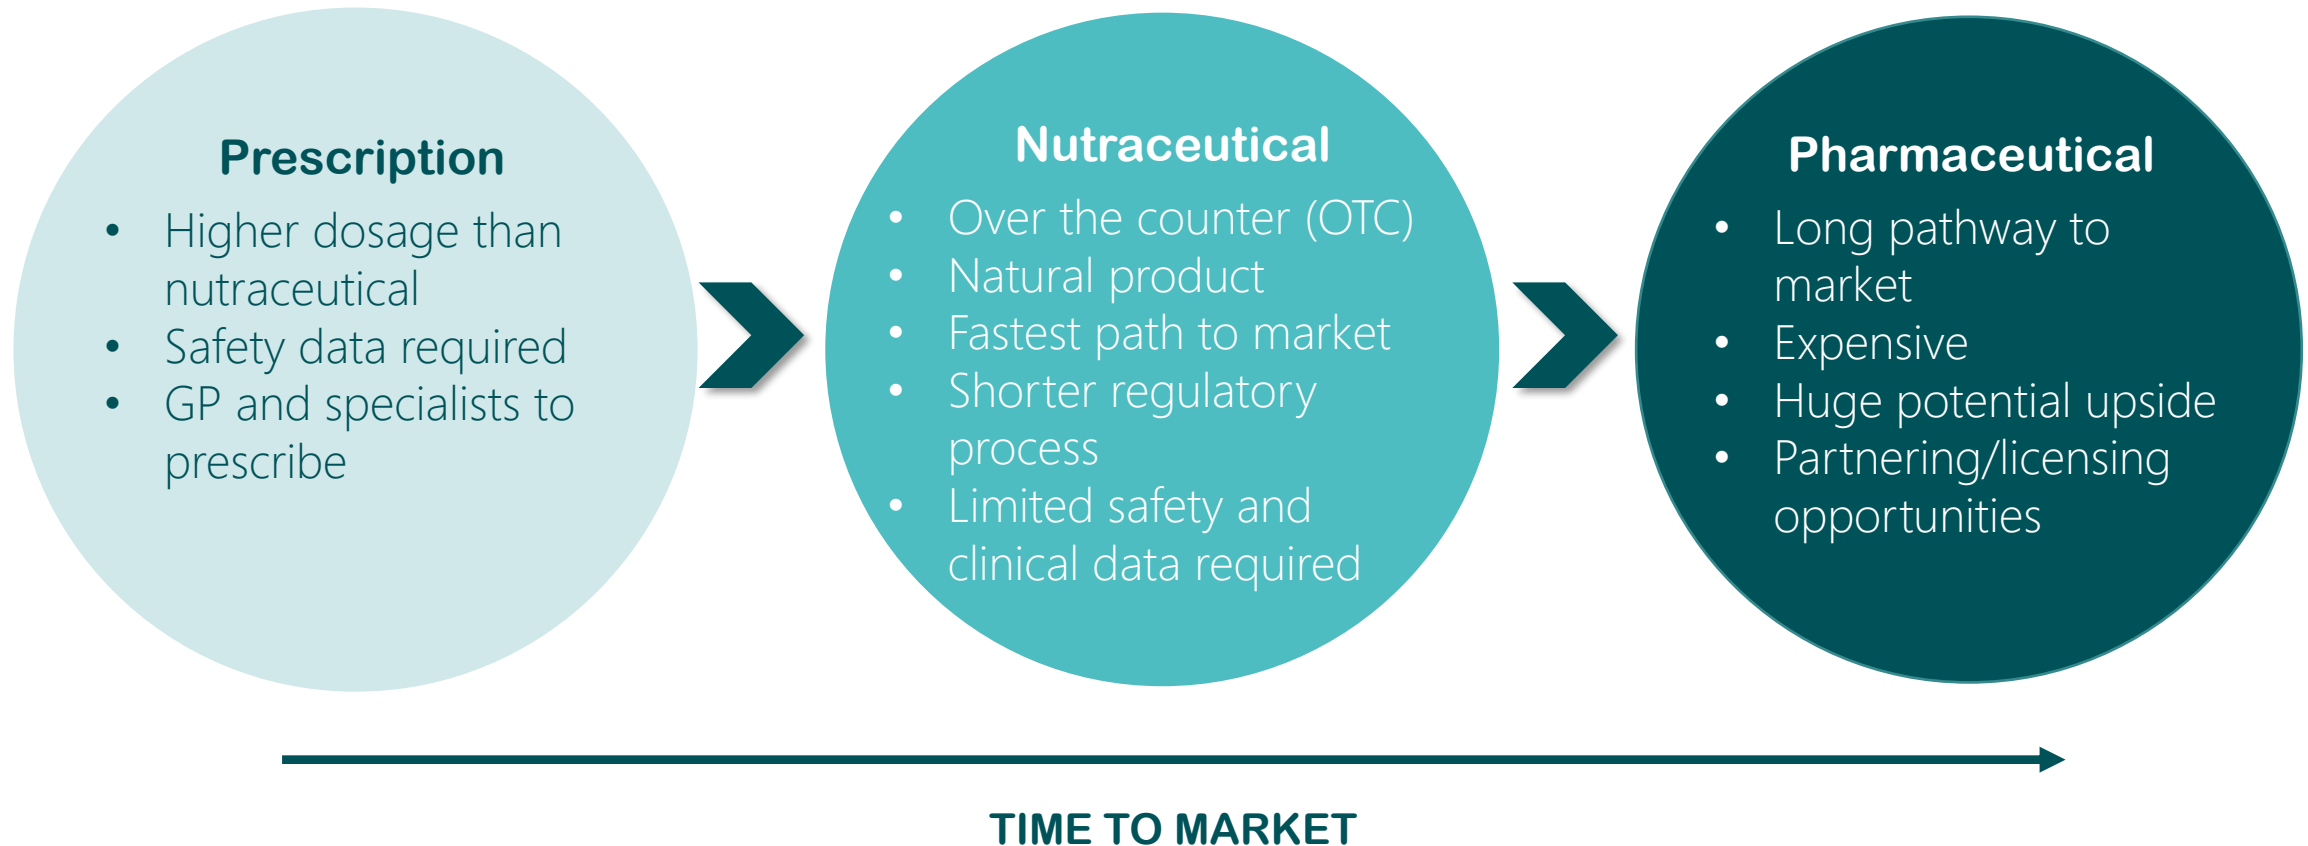 Prescription
• Higher dosage than
nutraceutical
• Safety data required
• GP and specialists to
prescribe
Nutraceutical
• Over the counter (OTC)
• Natural product
• Fastest path to market
• Shorter regulatory
process
• Limited safety and
clinical data required
Pharmaceutical
• Long pathway to
market
• Expensive
• Huge potential upside
• Partnering/licensing
opportunities
TIME TO MARKET